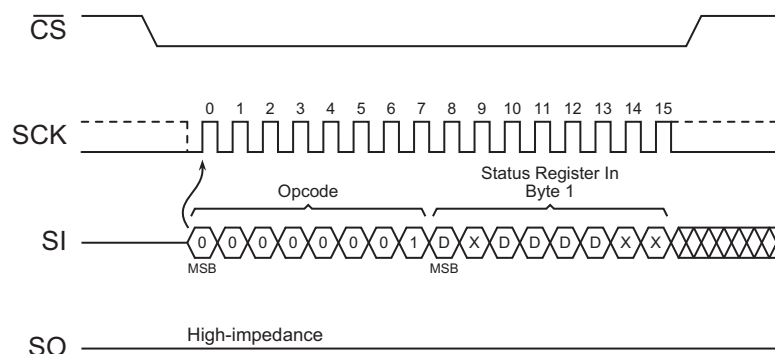 CS
0 1 2 3 4 5 6 7 8 9 10 11 12 13 14 15
SCK
Opcode
Status Register In
Byte 1
SI
0 0 0 0 0 0 0 1 D X D D D D X X
MSB MSB
High-impedance
SO